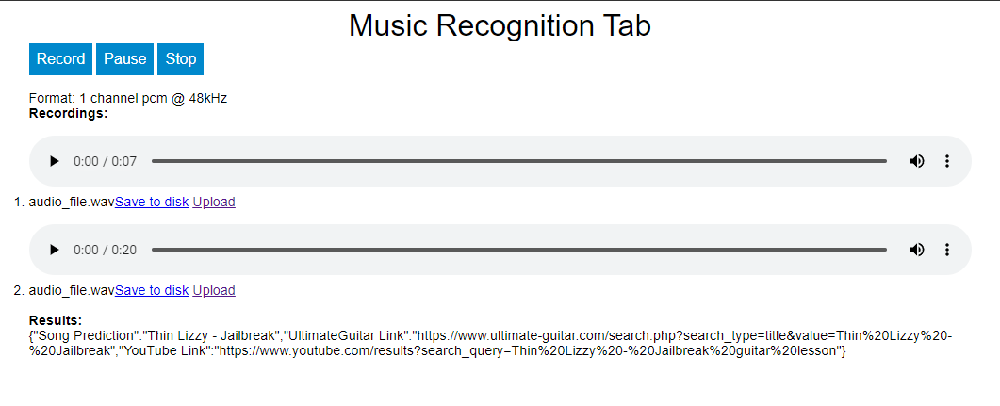 Music Recognition Tab
Record Pause Stop
Format: 1 channel pcm @ 48kHz
Recordings:
0:00 / 0:07
1. audio_file.wavSave to disk Upload
0:00 / 0:20
2. audio_file.wavSave to disk Upload
Results:
{"Song Prediction":"Thin Lizzy - Jailbreak","UltimateGuitar Link":"https://www.ultimate-guitar.com/search.php?search_type=title&value=Thin%20Lizzy%20-
%20Jailbreak","YouTube Link":"https://www.youtube.com/results?search_query=Thin%20Lizzy%20-%20Jailbreak%20guitar%20lesson"}